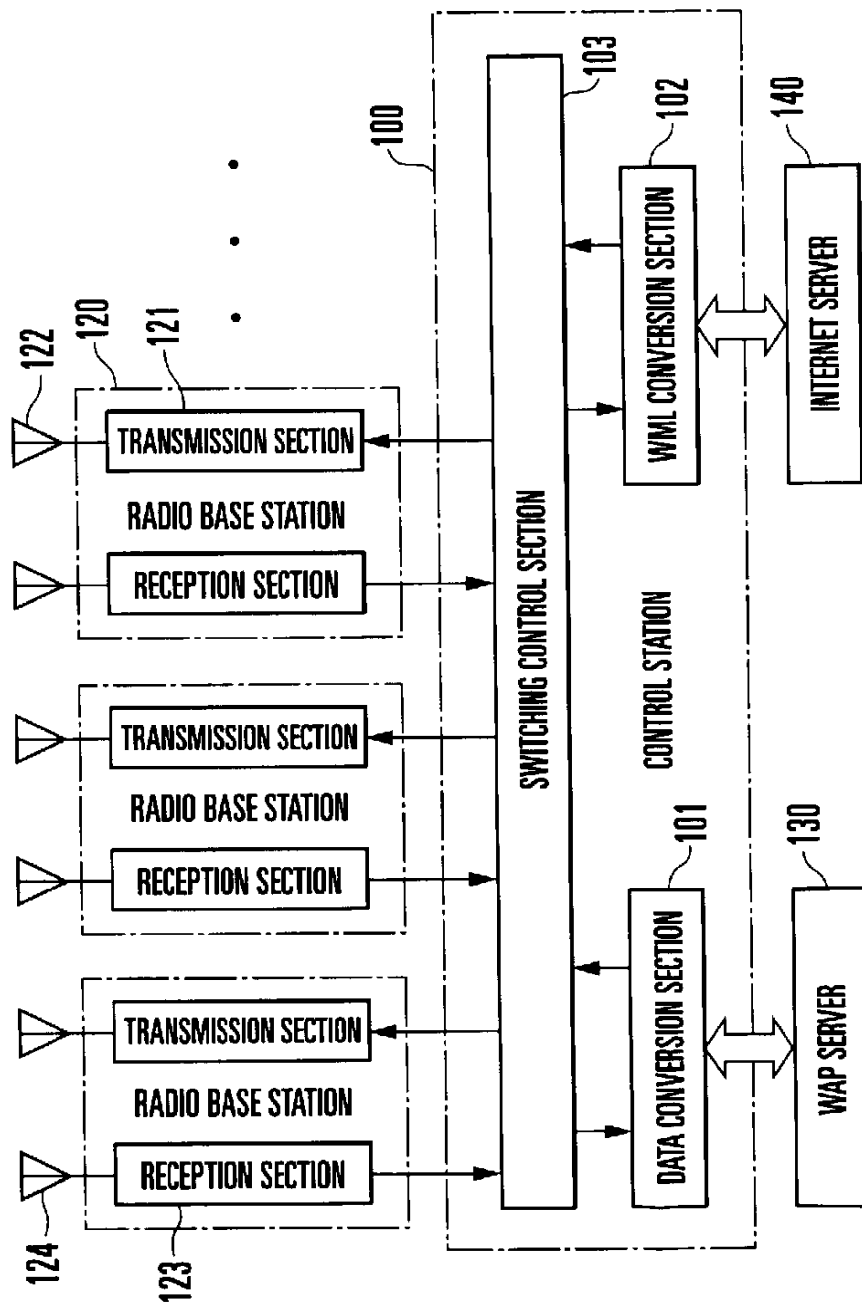 124
122
120
TRANSMISSION SECTION
121
RADIO BASE STATION
RECEPTION SECTION
123
TRANSMISSION SECTION
RADIO BASE STATION
RECEPTION SECTION
TRANSMISSION SECTION
RADIO BASE STATION
RECEPTION SECTION
100
SWITCHING CONTROL SECTION
103
DATA CONVERSION SECTION
101
CONTROL STATION
WML CONVERSION SECTION
102
WAP SERVER
130
INTERNET SERVER
140